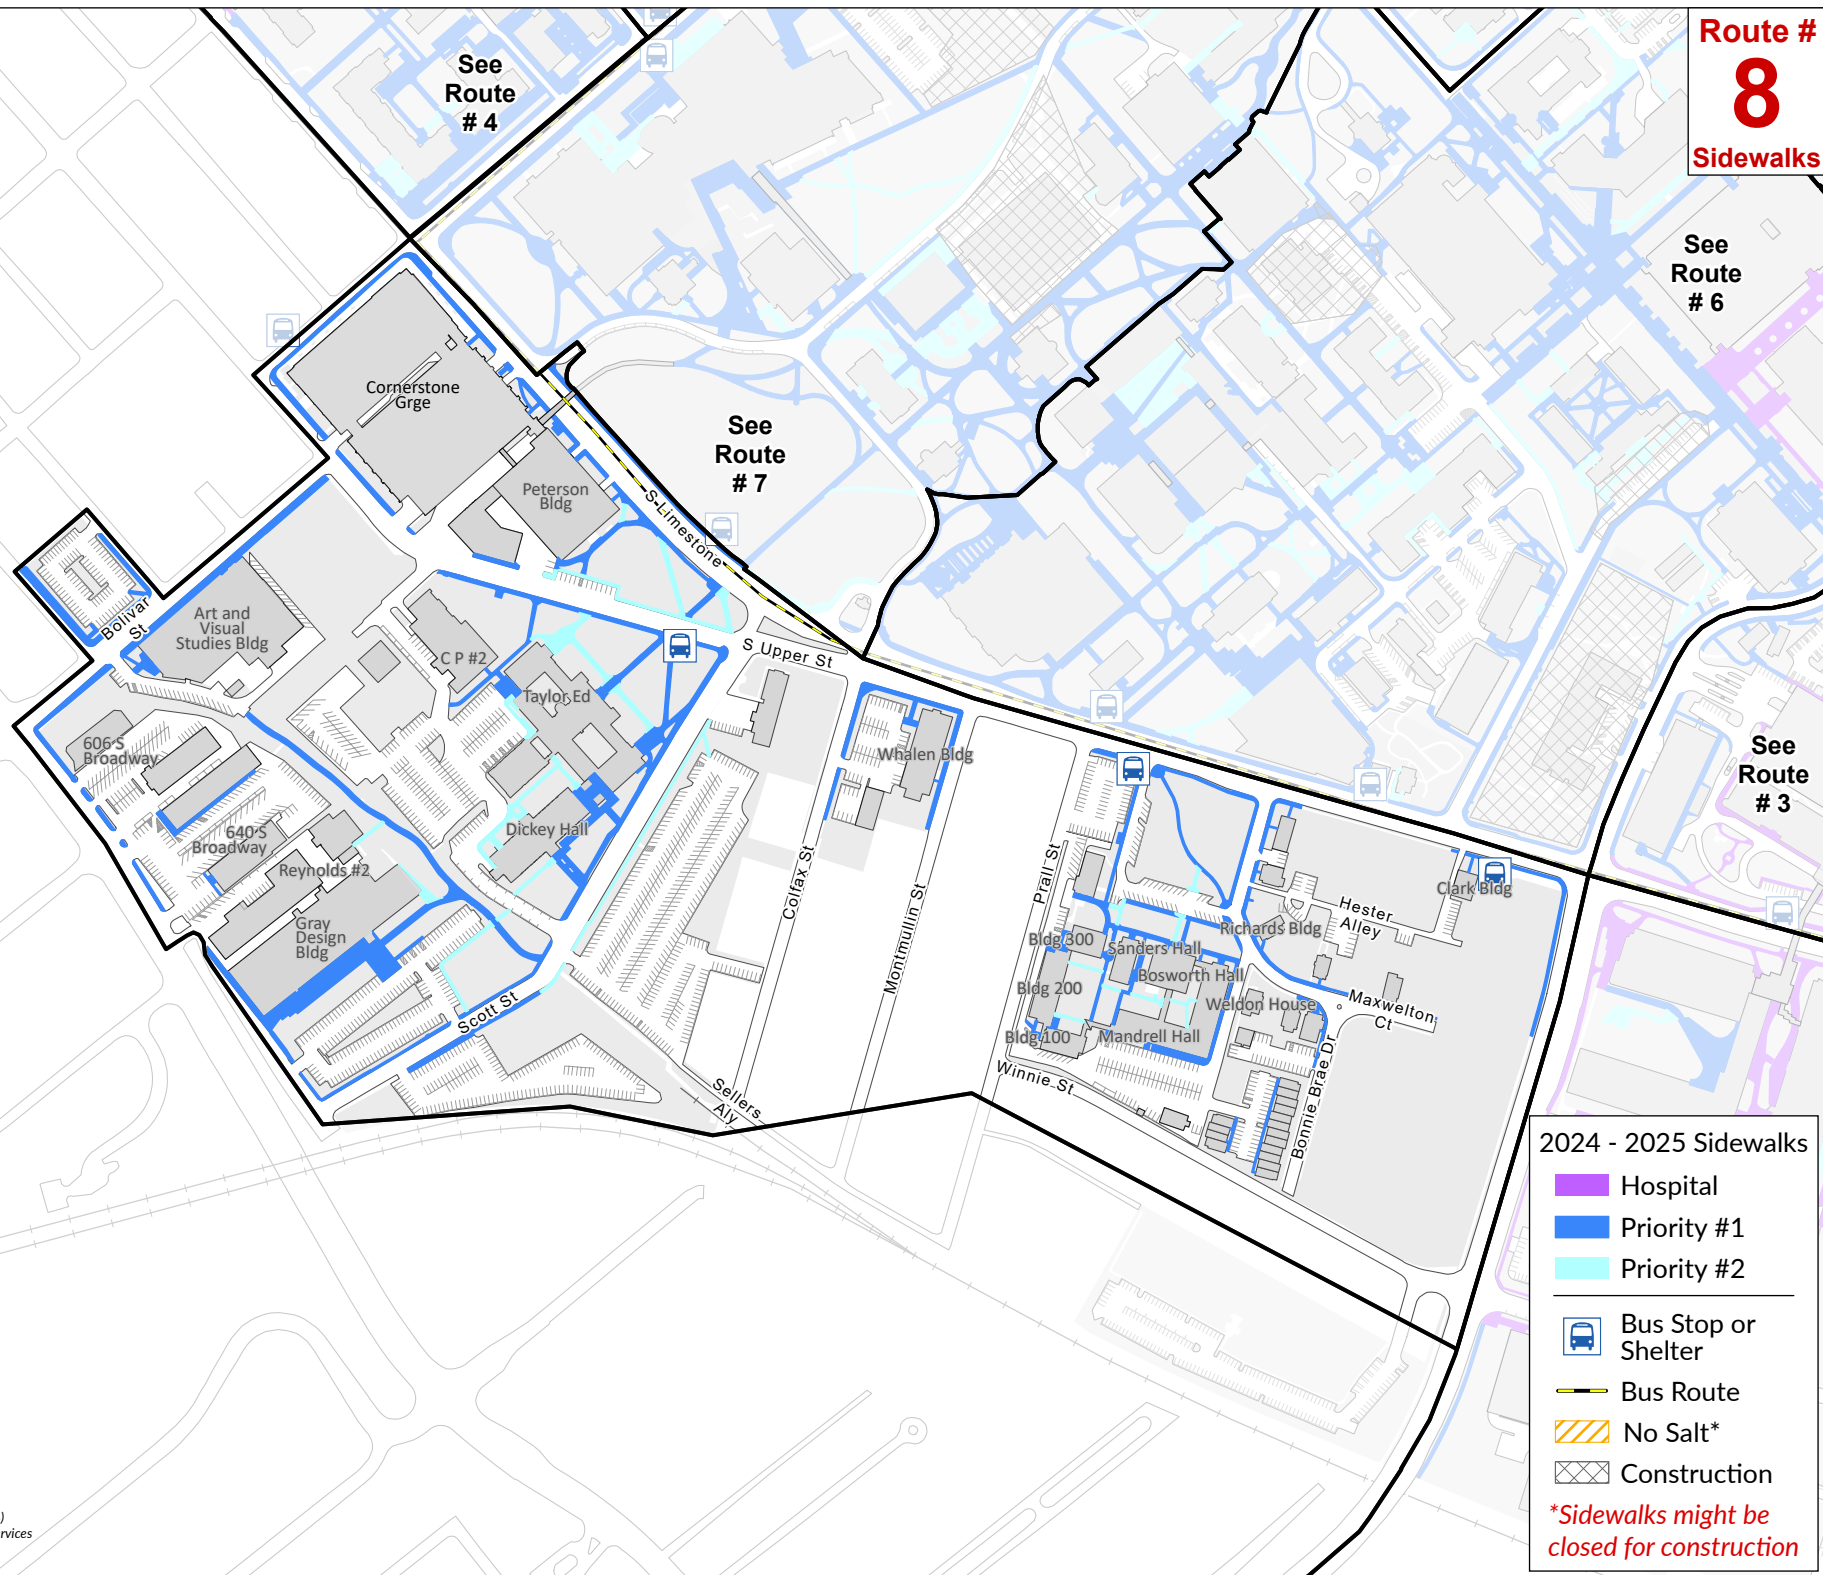 Route #
8
Sidewalks
See
Route
# 4
See
Route
# 6
See
Route
# 7
See
Route
# 3
Cornerstone
Grge
Peterson
Bldg
S Limestone
Bolivar
St
Art and
Visual
Studies Bldg
C P #2
Taylor Ed
S Upper St
606 S
Broadway
Whalen Bldg
640 S
Broadway
Reynolds #2
Dickey Hall
Gray
Design
Bldg
Scott St
Colfax St
Montmullin St
Prall St
Clark Bldg
Hester
Alley
Richards Bldg
Bldg 300
Sanders Hall
Bosworth Hall
Bldg 200
Weldon House
Maxwelton
Ct
Bldg 100
Mandrell Hall
Winnie St
Sellers
Aly
Bonnie Brae Dr
2024 - 2025 Sidewalks
Hospital
Priority #1
Priority #2
Bus Stop or
Shelter
Bus Route
No Salt*
Construction
*Sidewalks might be
closed for construction
)
rvices